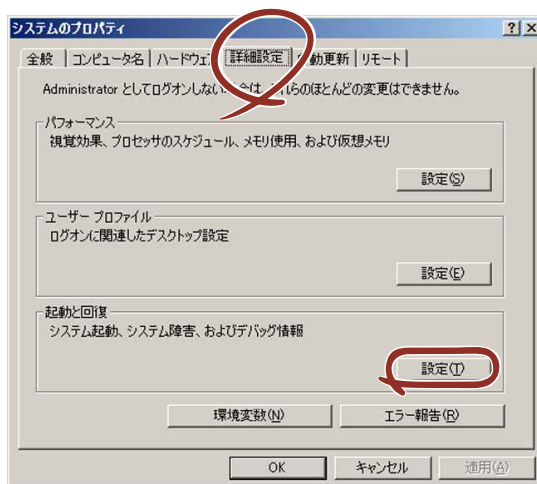 システムのプロパティ
? ×
全般 コンピュータ名 ハードウェア 詳細設定 自動更新 リモート
Administrator としてログオンしない場合は、これらのほとんどの変更はできません。
パフォーマンス
視覚効果、プロセッサのスケジュール、メモリ使用、および仮想メモリ
設定(S)
ユーザー プロファイル
ログオンに関連したデスクトップ設定
設定(E)
起動と回復
システム起動、システム障害、およびデバッグ情報
設定(T)
環境変数(N) エラー報告(R)
OK キャンセル 適用(A)